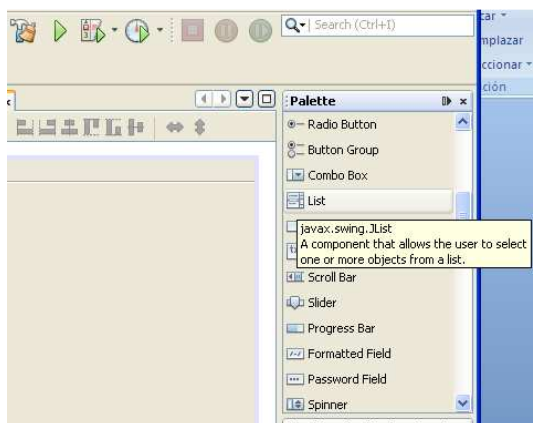 Search (Ctrl+I)
Palette
Radio Button
Button Group
Combo Box
List
javax.swing.JList
A component that allows the user to select
one or more objects from a list.
Scroll Bar
Slider
Progress Bar
Formatted Field
Password Field
Spinner
car
mplazar
ccionar
ción